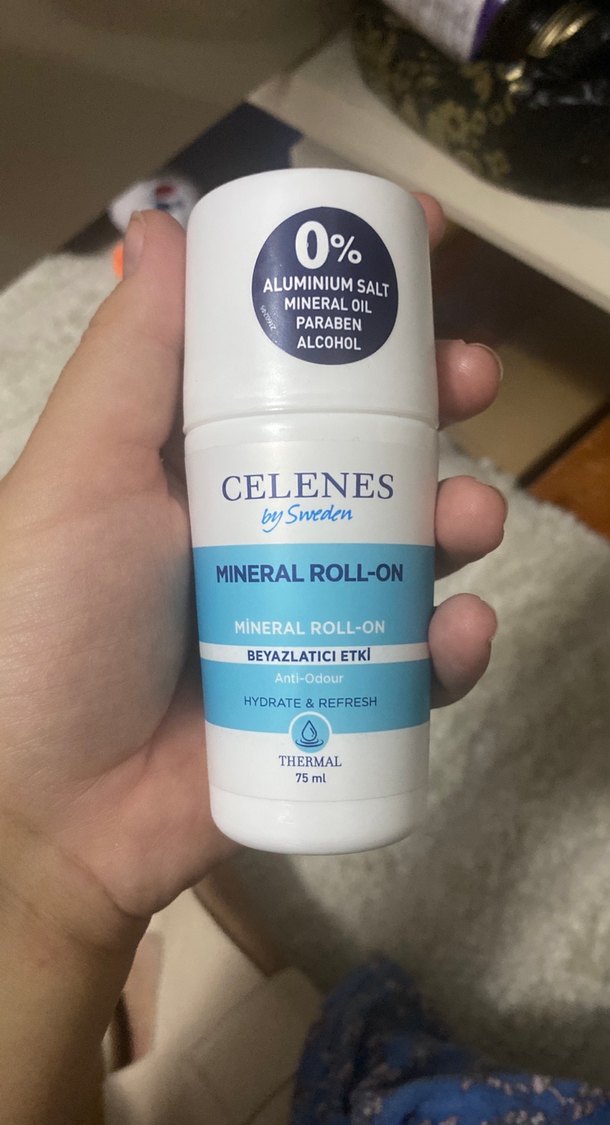 0%
ALUMINIUM SALT
MINERAL OIL
PARABEN
ALCOHOL
CELENES
by Sweden
MINERAL ROLL-ON
MİNERAL ROLL-ON
BEYAZLATICI ETKİ
Anti-Odour
HYDRATE & REFRESH
THERMAL
75 ml